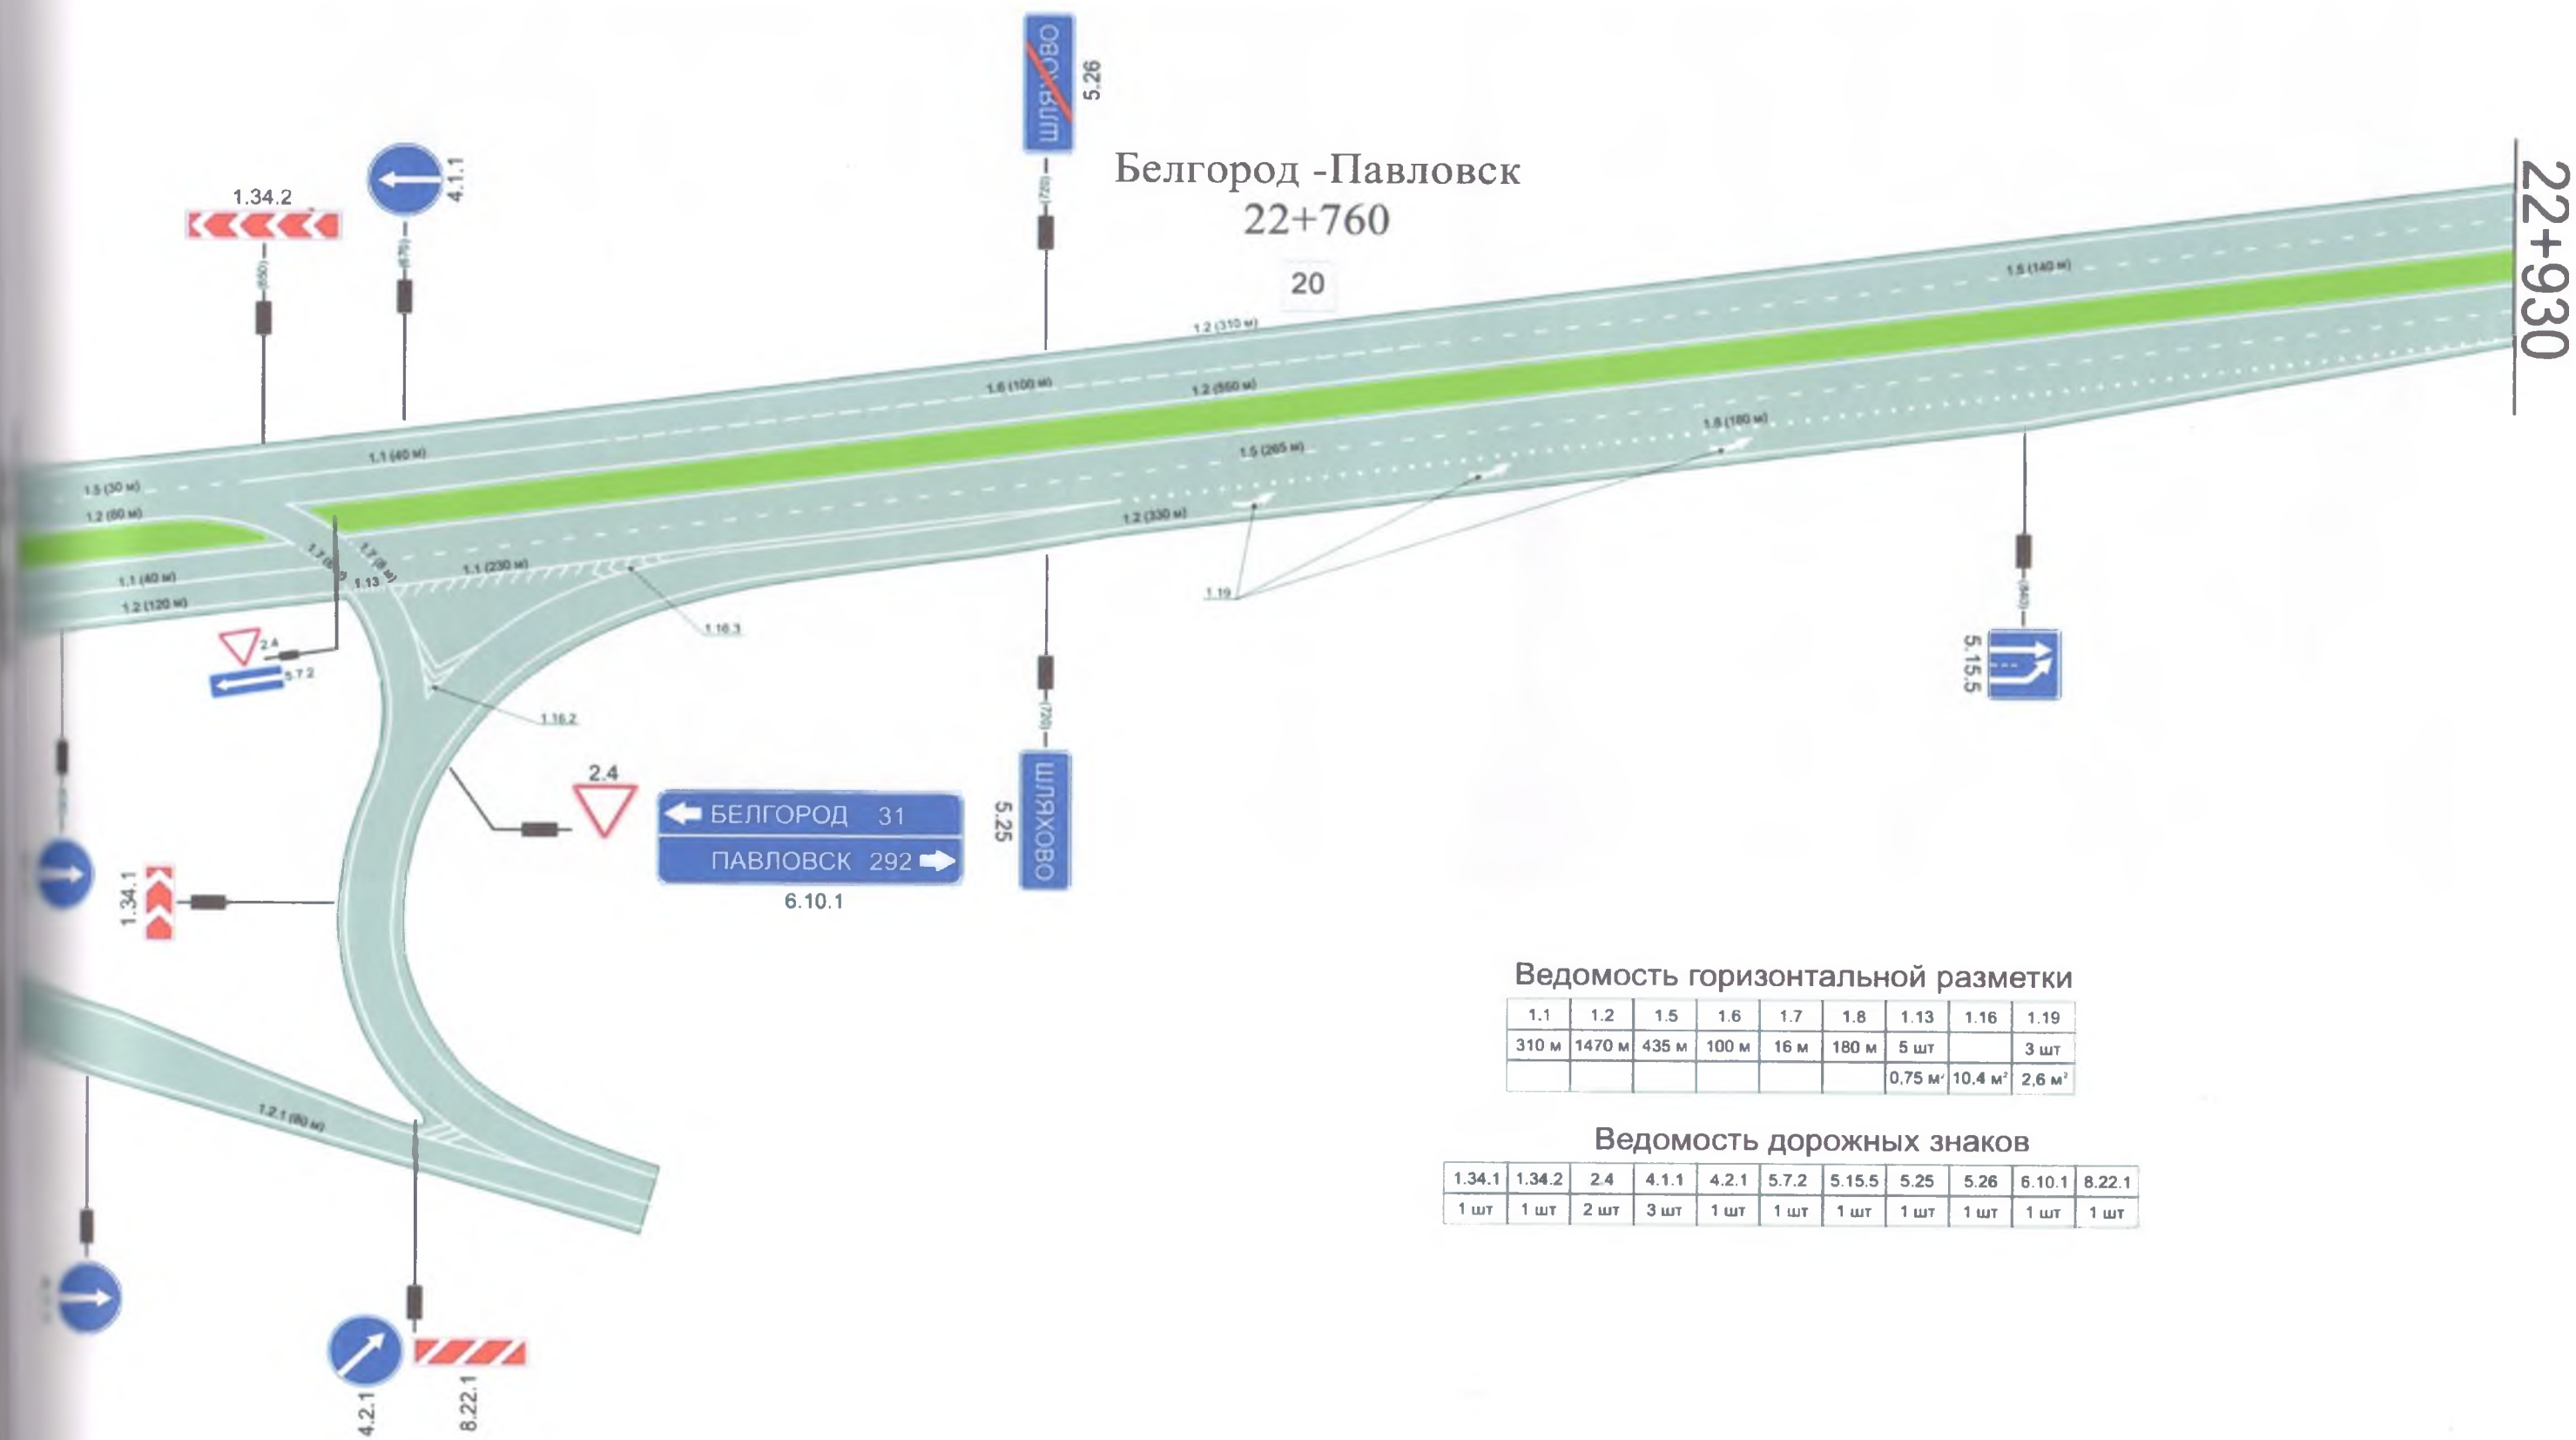 ШЛЯХОВО
5.26
(720)
Белгород -Павловск
22+760
20
22+930
1.34.2
(650)
4.1.1
(670)
1.5 (140 м)
1.2 (310 м)
1.6 (100 м)
1.2 (560 м)
1.1 (40 м)
1.5 (30 м)
1.2 (60 м)
1.5 (265 м)
1.8 (180 м)
1.2 (330 м)
1.7 (8 м)
1.13
1.1 (230 м)
1.1 (40 м)
1.2 (120 м)
1.19
1.16.3
2.4
5.7.2
1.16.2
(720)
(840)
5.15.5
2.4
БЕЛГОРОД 31
ПАВЛОВСК 292
6.10.1
5.25
ШЛЯХОВО
1.34.1
1.2.1 (80 м)
4.2.1
8.22.1
Ведомость горизонтальной разметки
1.1 1.2 1.5 1.6 1.7 1.8 1.13 1.16 1.19
310 м 1470 м 435 м 100 м 16 м 180 м 5 шт 3 шт
0,75 м² 10,4 м² 2,6 м²
Ведомость дорожных знаков
1.34.1 1.34.2 2.4 4.1.1 4.2.1 5.7.2 5.15.5 5.25 5.26 6.10.1 8.22.1
1 шт 1 шт 2 шт 3 шт 1 шт 1 шт 1 шт 1 шт 1 шт 1 шт 1 шт